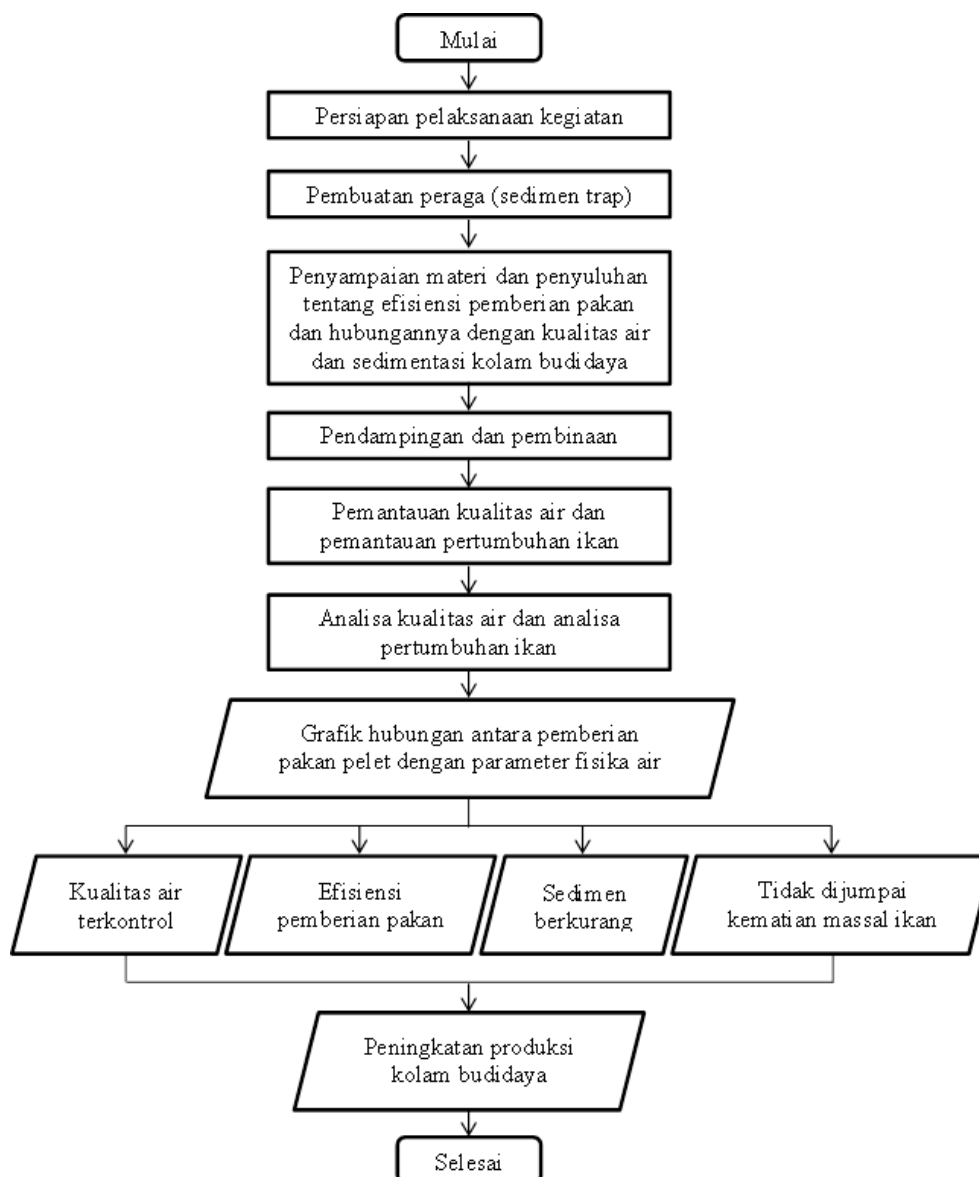 Mulai
Persiapan pelaksanaan kegiatan
Pembuatan peraga (sedimen trap)
Penyampaian materi dan penyuluhan
tentang efisiensi pemberian pakan
dan hubungannya dengan kualitas air
dan sedimentasi kolam budidaya
Pendampingan dan pembinaan
Pemantauan kualitas air dan
pemantauan pertumbuhan ikan
Analisa kualitas air dan analisa
pertumbuhan ikan
Grafik hubungan antara pemberian
pakan pelet dengan parameter fisika air
Kualitas air
terkontrol
Efisiensi
pemberian pakan
Sedimen
berkurang
Tidak dijumpai
kematian massal ikan
Peningkatan produksi
kolam budidaya
Selesai